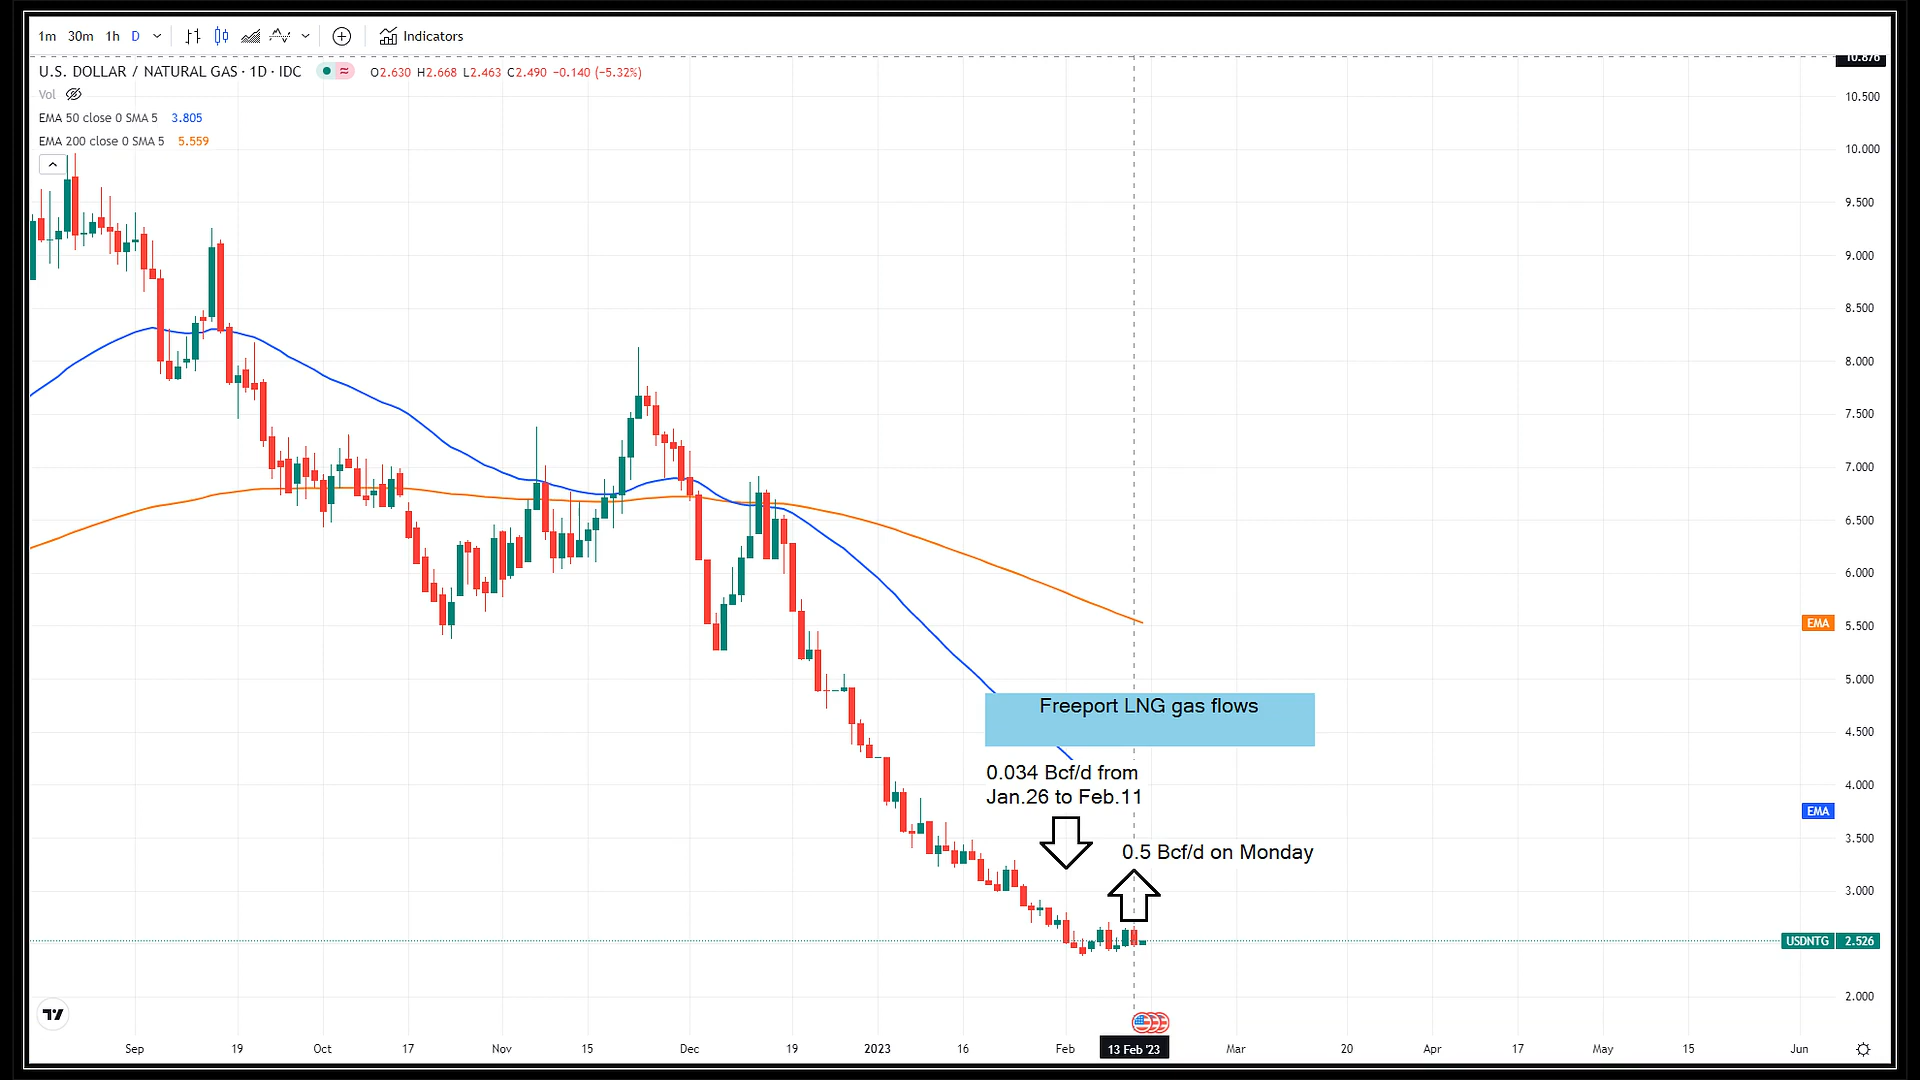 1m 30m 1h D Indicators
U.S. DOLLAR / NATURAL GAS · 1D · IDC ≈ O2.630 H2.668 L2.463 C2.490 −0.140 (−5.32%)
Vol
EMA 50 close 0 SMA 5 3.805
EMA 200 close 0 SMA 5 5.559
10.876
10.500
10.000
9.500
9.000
8.500
8.000
7.500
7.000
6.500
6.000
EMA 5.500
5.000
Freeport LNG gas flows
4.500
0.034 Bcf/d from
Jan.26 to Feb.11
4.000
EMA
3.500
0.5 Bcf/d on Monday
3.000
USDNTG 2.526
2.000
Sep 19 Oct 17 Nov 15 Dec 19 2023 16 Feb 13 Feb '23 Mar 20 Apr 17 May 15 Jun